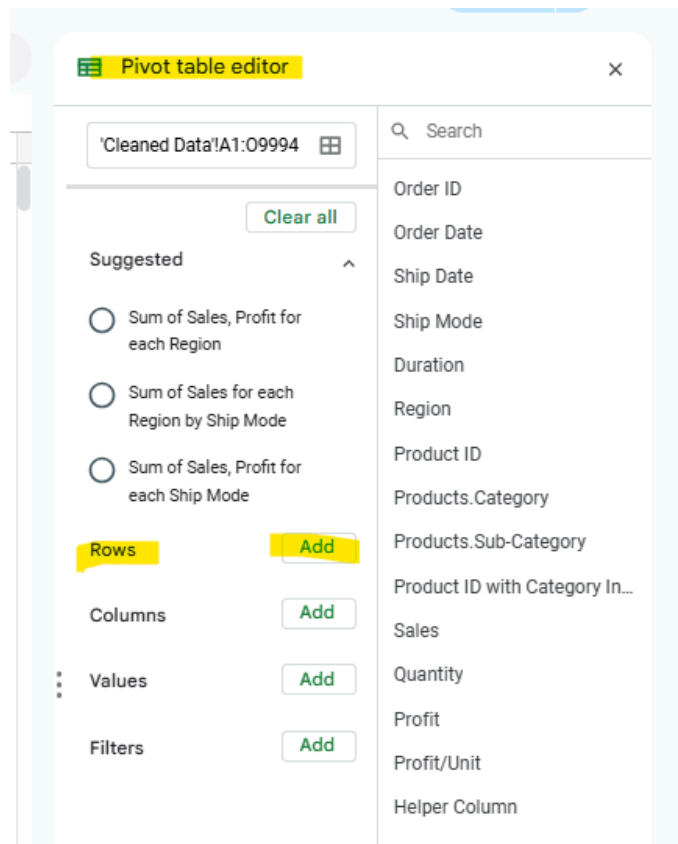 Pivot table editor
'Cleaned Data'!A1:O9994
Clear all
Suggested
Sum of Sales, Profit for
each Region
Sum of Sales for each
Region by Ship Mode
Sum of Sales, Profit for
each Ship Mode
Rows Add
Columns Add
Values Add
Filters Add
Search
Order ID
Order Date
Ship Date
Ship Mode
Duration
Region
Product ID
Products.Category
Products.Sub-Category
Product ID with Category In...
Sales
Quantity
Profit
Profit/Unit
Helper Column